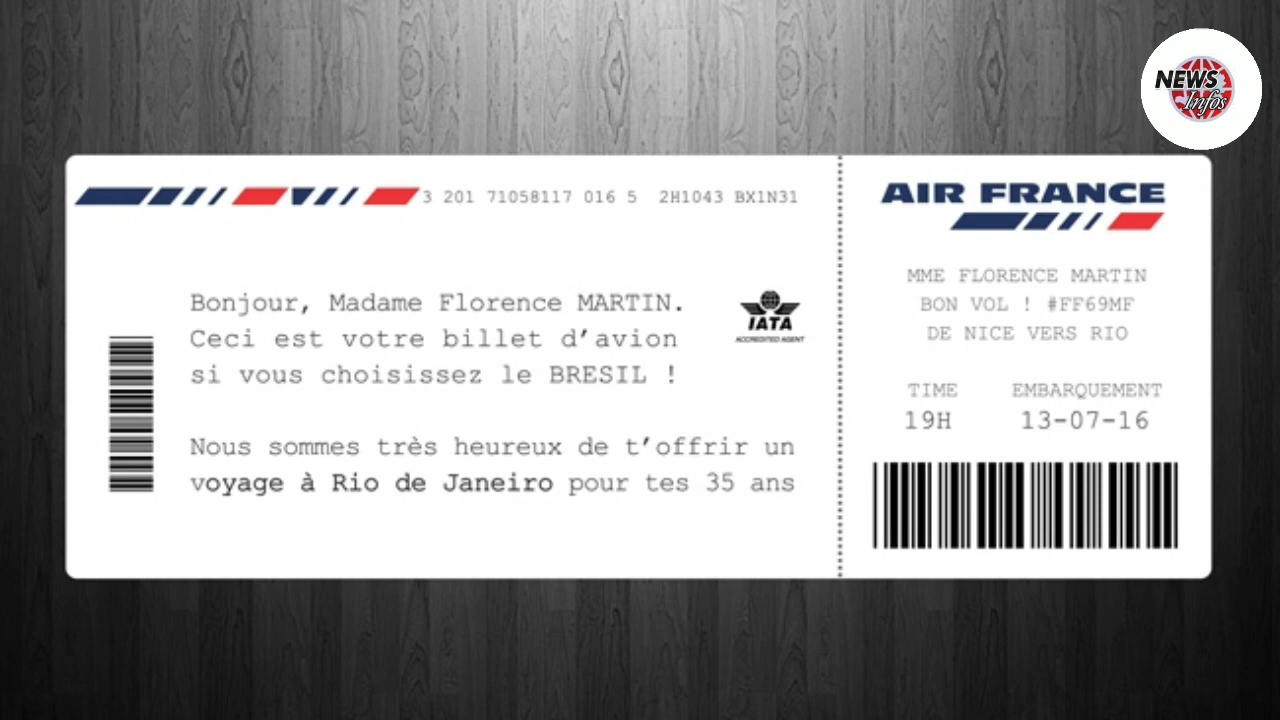 NEWS
Infos
3 201 71058117 016 5 2H1043 BX1N31
Bonjour, Madame Florence MARTIN.
Ceci est votre billet d’avion
si vous choisissez le BRESIL !
Nous sommes très heureux de t’offrir un
voyage à Rio de Janeiro pour tes 35 ans
IATA
ACCREDITED AGENT
AIR FRANCE
MME FLORENCE MARTIN
BON VOL ! #FF69MF
DE NICE VERS RIO
TIME EMBARQUEMENT
19H 13-07-16